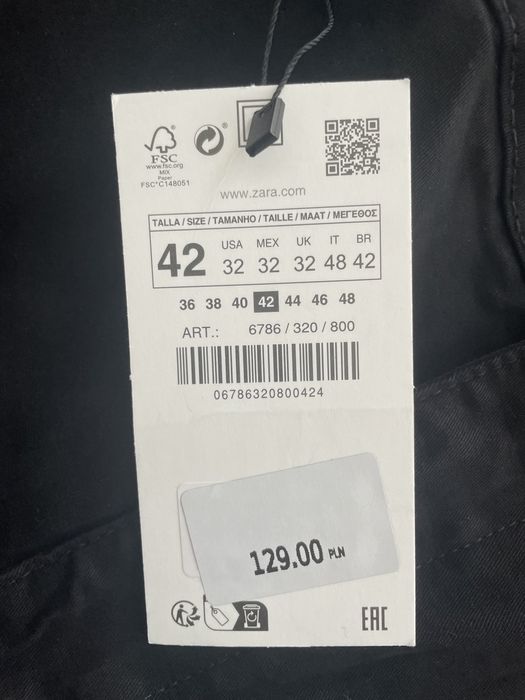 FSC
www.fsc.org
MIX
Paper
FSC® C148051
www.zara.com
TALLA / SIZE / TAMANHO / TAILLE / MAAT / ΜΕΓΕΘΟΣ
42
USA MEX UK IT BR
32 32 32 48 42
36 38 40 42 44 46 48
ART.: 6786 / 320 / 800
06786320800424
129.00 PLN
EAC